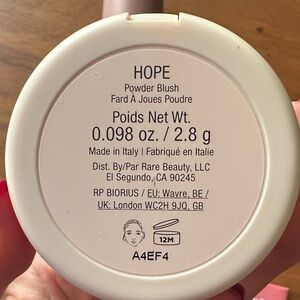 HOPE
Powder Blush
Fard À Joues Poudre
Poids Net Wt.
0.098 oz. / 2.8 g
Made in Italy | Fabriqué en Italie
Dist. By/Par Rare Beauty, LLC
El Segundo, CA 90245
RP BIORIUS / EU: Wavre, BE /
UK: London WC2H 9JQ, GB
12M
A4EF4